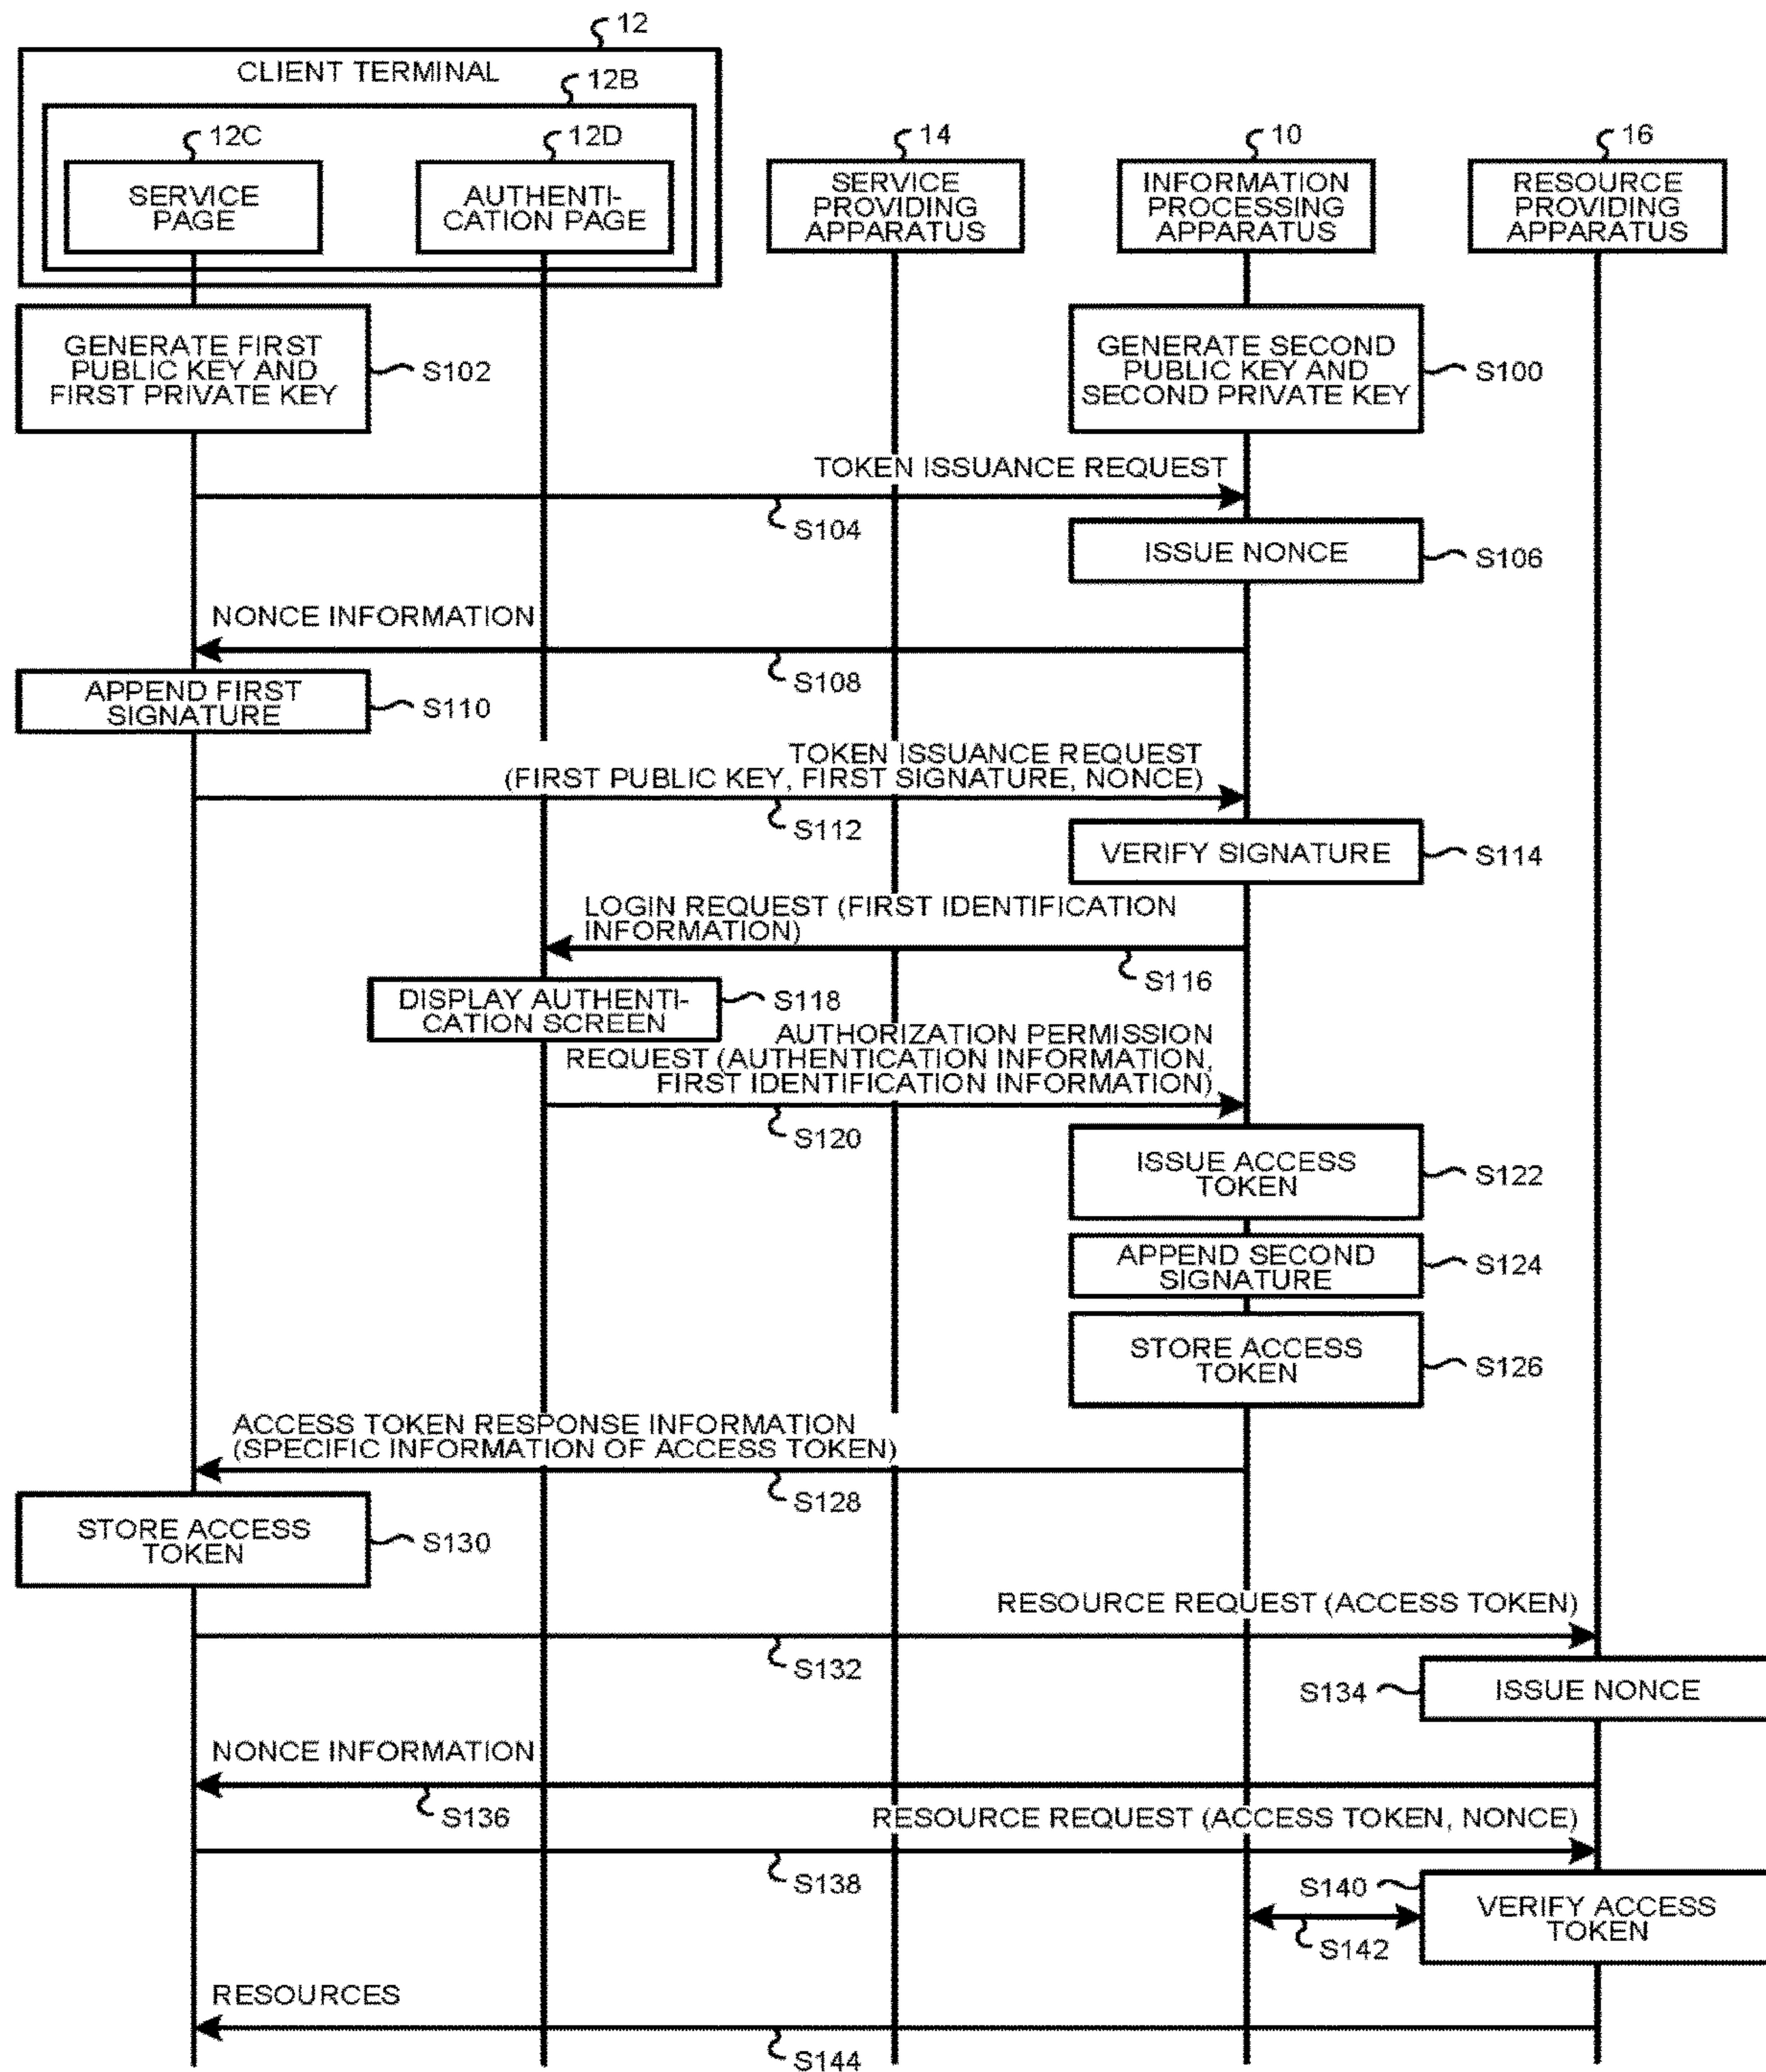 12
CLIENT TERMINAL
12B
12C
12D
14
10
16
SERVICE
PAGE
AUTHENTI-
CATION PAGE
SERVICE
PROVIDING
APPARATUS
INFORMATION
PROCESSING
APPARATUS
RESOURCE
PROVIDING
APPARATUS
GENERATE FIRST
PUBLIC KEY AND
FIRST PRIVATE KEY
S102
GENERATE SECOND
PUBLIC KEY AND
SECOND PRIVATE KEY
S100
TOKEN ISSUANCE REQUEST
S104
ISSUE NONCE
S106
NONCE INFORMATION
S108
APPEND FIRST
SIGNATURE
S110
TOKEN ISSUANCE REQUEST
(FIRST PUBLIC KEY, FIRST SIGNATURE, NONCE)
S112
VERIFY SIGNATURE
S114
LOGIN REQUEST (FIRST IDENTIFICATION
INFORMATION)
S116
DISPLAY AUTHENTI-
CATION SCREEN
S118
AUTHORIZATION PERMISSION
REQUEST (AUTHENTICATION INFORMATION,
FIRST IDENTIFICATION INFORMATION)
S120
ISSUE ACCESS
TOKEN
S122
APPEND SECOND
SIGNATURE
S124
STORE ACCESS
TOKEN
S126
ACCESS TOKEN RESPONSE INFORMATION
(SPECIFIC INFORMATION OF ACCESS TOKEN)
S128
STORE ACCESS
TOKEN
S130
RESOURCE REQUEST (ACCESS TOKEN)
S132
S134
ISSUE NONCE
NONCE INFORMATION
S136
RESOURCE REQUEST (ACCESS TOKEN, NONCE)
S138
S140
VERIFY ACCESS
TOKEN
S142
RESOURCES
S144